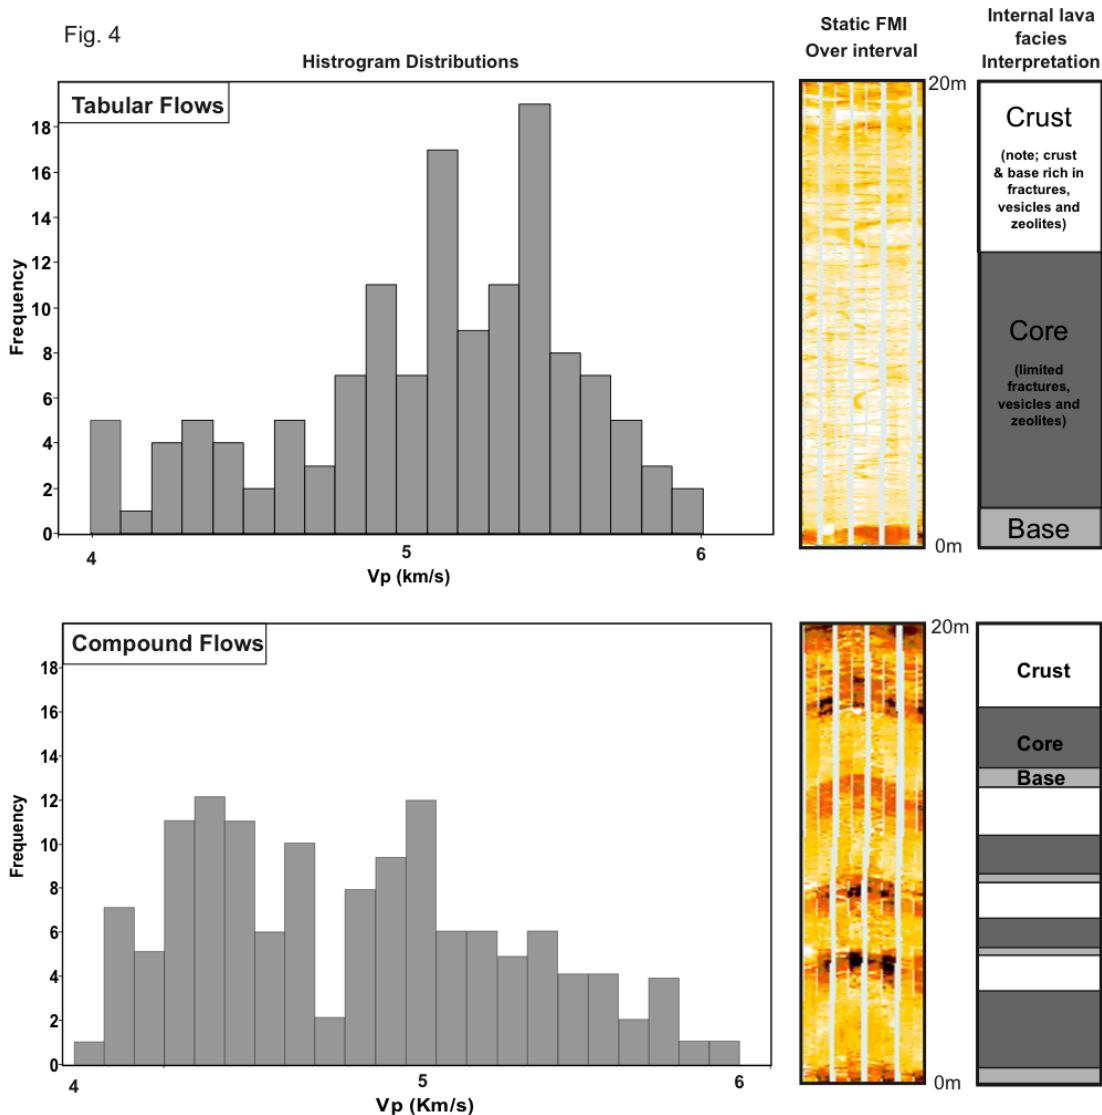 Fig. 4
Histrogram Distributions
Static FMI
Over interval
Internal lava
facies
Interpretation
Tabular Flows
18
16
14
12
10
8
6
4
2
0
Frequency
4
5
6
Vp (km/s)
20m
0m
Crust
(note; crust
& base rich in
fractures,
vesicles and
zeolites)
Core
(limited
fractures,
vesicles and
zeolites)
Base
Compound Flows
18
16
14
12
10
8
6
4
2
0
Frequency
4
5
6
Vp (Km/s)
20m
0m
Crust
Core
Base